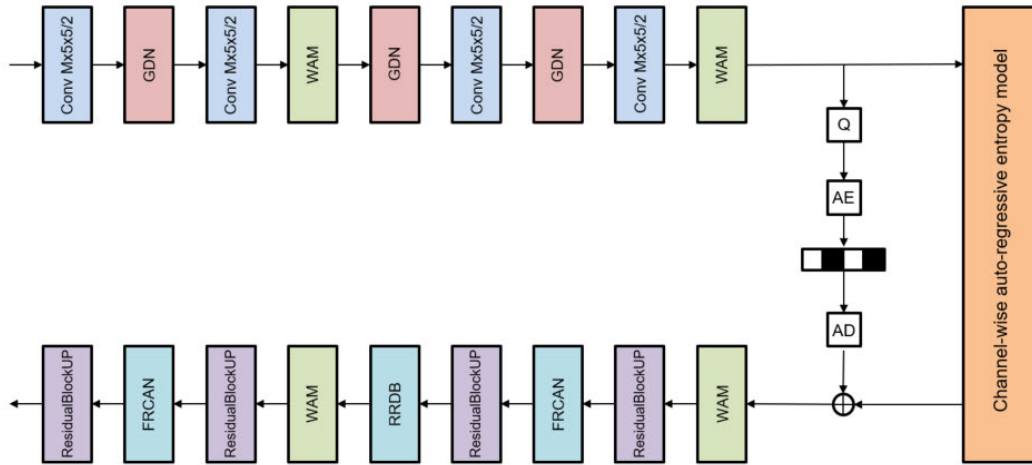 Conv Mx5x5/2
GDN
Conv Mx5x5/2
WAM
GDN
Conv Mx5x5/2
GDN
Conv Mx5x5/2
WAM
Q
AE
AD
Channel-wise auto-regressive entropy model
ResidualBlockUP
FRCAN
ResidualBlockUP
WAM
RRDB
ResidualBlockUP
FRCAN
ResidualBlockUP
WAM